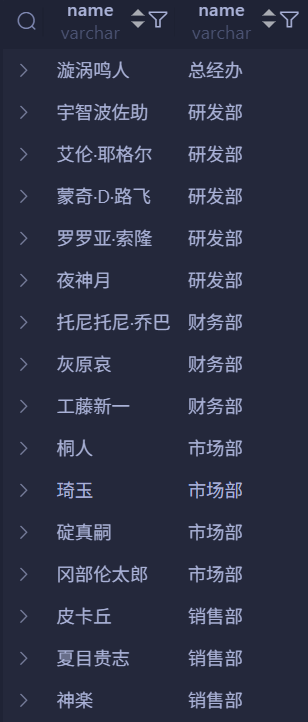 name name
varchar varchar
漩涡鸣人 总经办
宇智波佐助 研发部
艾伦·耶格尔 研发部
蒙奇·D·路飞 研发部
罗罗亚·索隆 研发部
夜神月 研发部
托尼托尼·乔巴 财务部
灰原哀 财务部
工藤新一 财务部
桐人 市场部
琦玉 市场部
碇真嗣 市场部
冈部伦太郎 市场部
皮卡丘 销售部
夏目贵志 销售部
神楽 销售部